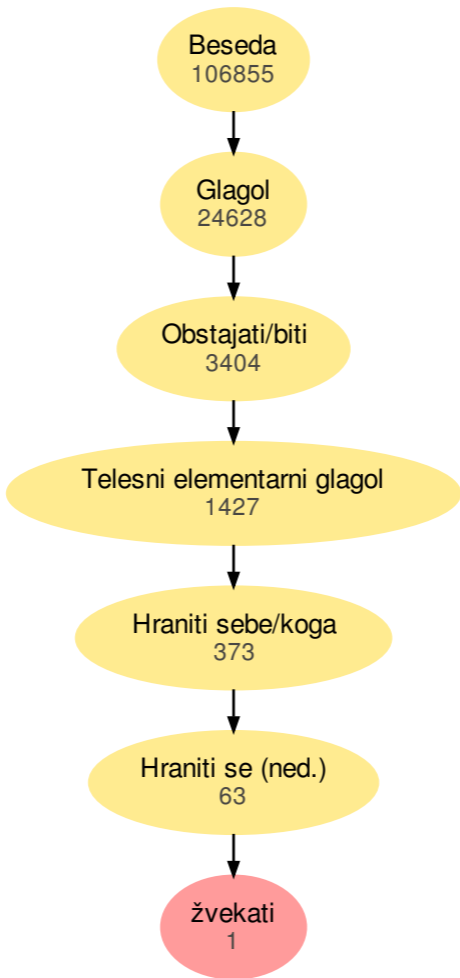 Beseda
106855
Glagol
24628
Obstajati/biti
3404
Telesni elementarni glagol
1427
Hraniti sebe/koga
373
Hraniti se (ned.)
63
žvekati
1